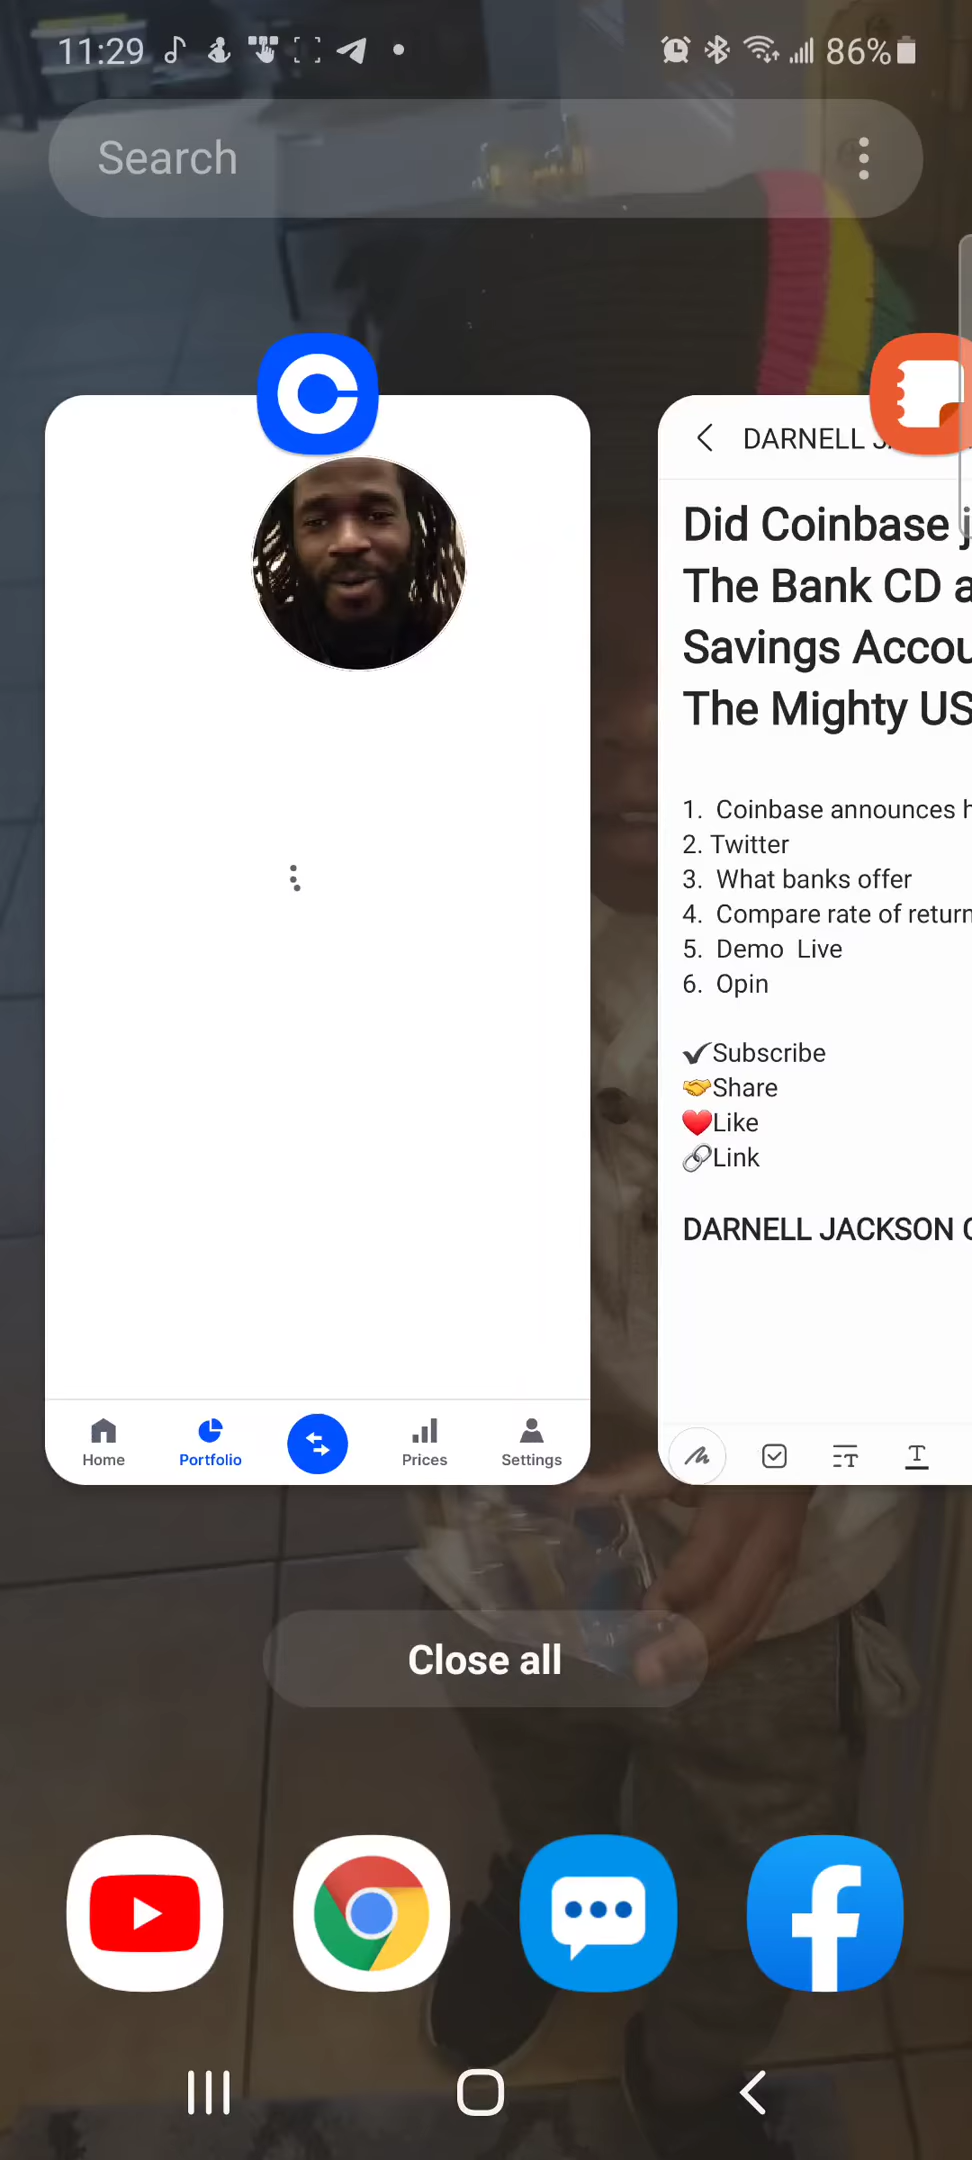 11:29
86%
Search
DARNELL
Did Coinbase
The Bank CD a
Savings Accou
The Mighty US
1. Coinbase announces h
2. Twitter
3. What banks offer
4. Compare rate of return
5. Demo Live
6. Opin
✔Subscribe
🤝Share
❤️Like
🔗Link
DARNELL JACKSON
Home
Portfolio
Prices
Settings
Close all